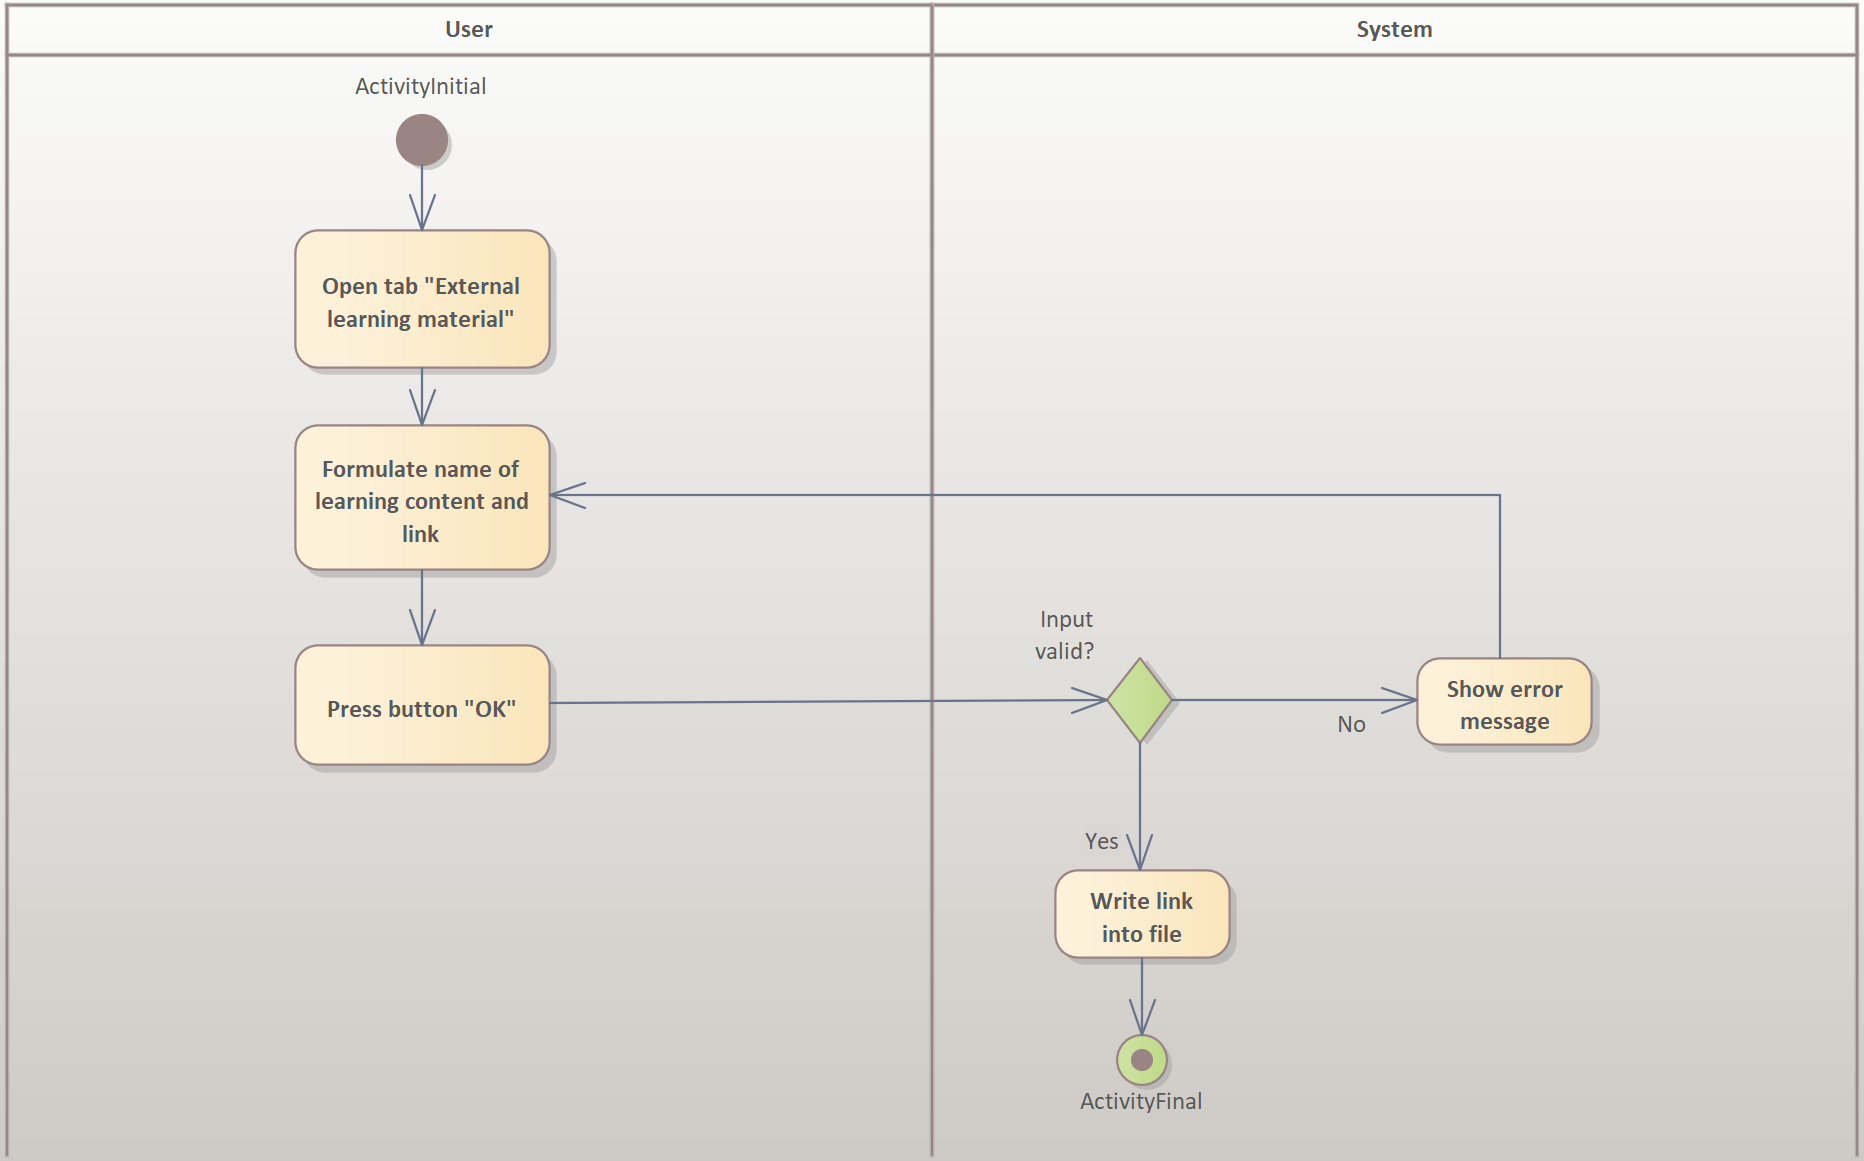 User
System
ActivityInitial
Open tab "External
learning material"
Formulate name of
learning content and
link
Press button "OK"
Input
valid?
No
Show error
message
Yes
Write link
into file
ActivityFinal